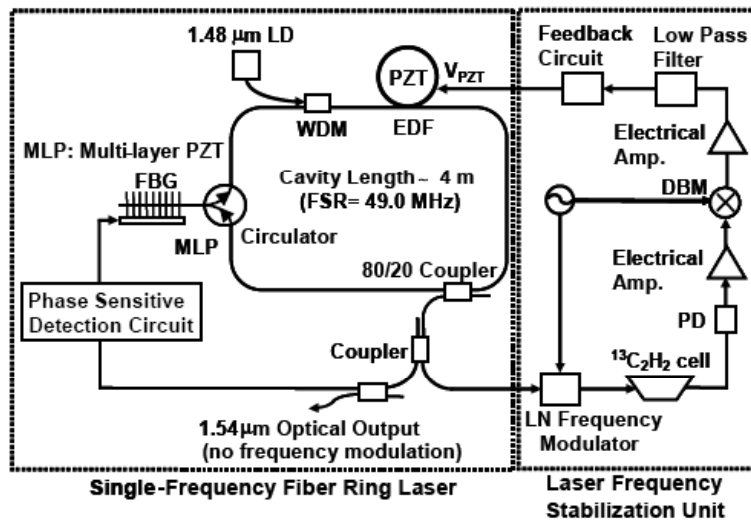 1.48 μm LD
PZT
V_PZT
Feedback
Circuit
Low Pass
Filter
WDM
EDF
Electrical
Amp.
MLP: Multi-layer PZT
FBG
Cavity Length~ 4 m
(FSR= 49.0 MHz)
DBM
MLP
Circulator
80/20 Coupler
Electrical
Amp.
Phase Sensitive
Detection Circuit
PD
Coupler
¹³C₂H₂ cell
1.54μm Optical Output
(no frequency modulation)
LN Frequency
Modulator
Single-Frequency Fiber Ring Laser
Laser Frequency
Stabilization Unit